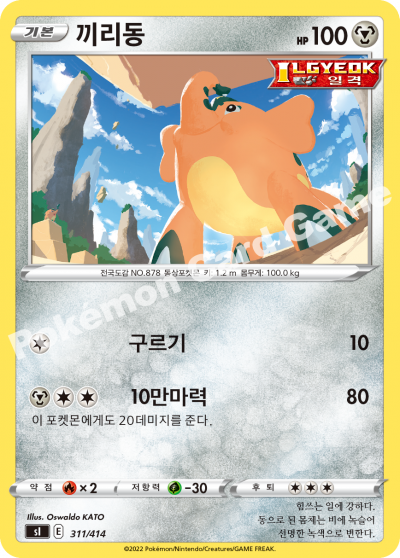 기본 끼리동 HP 100
ILGYEOK
일격
전국도감 NO.878 동상포켓몬 키: 1.2 m 몸무게: 100.0 kg
구르기 10
10만마력 80
이 포켓몬에게도 20데미지를 준다.
약점 ×2 저항력 -30 후퇴
Illus. Oswaldo KATO
힘쓰는 일에 강하다.
동으로 된 몸체는 비에 녹슬어
선명한 녹색으로 변한다.
sI E 311/414
©2022 Pokémon/Nintendo/Creatures/GAME FREAK.
Pokémon Card Game